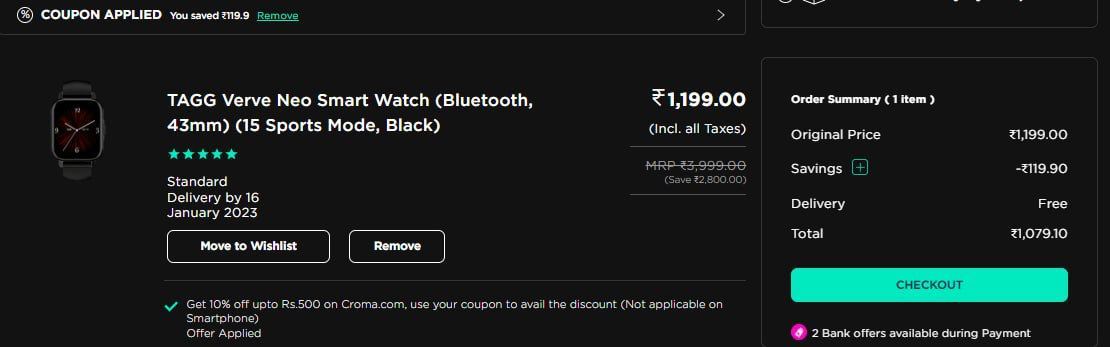 COUPON APPLIED You saved ₹119.9 Remove
TAGG Verve Neo Smart Watch (Bluetooth,
43mm) (15 Sports Mode, Black)
₹1,199.00
(Incl. all Taxes)
MRP ₹3,999.00
(Save ₹2,800.00)
Standard
Delivery by 16
January 2023
Move to Wishlist
Remove
Get 10% off upto Rs.500 on Croma.com, use your coupon to avail the discount (Not applicable on
Smartphone)
Offer Applied
Order Summary ( 1 item )
Original Price ₹1,199.00
Savings -₹119.90
Delivery Free
Total ₹1,079.10
CHECKOUT
2 Bank offers available during Payment